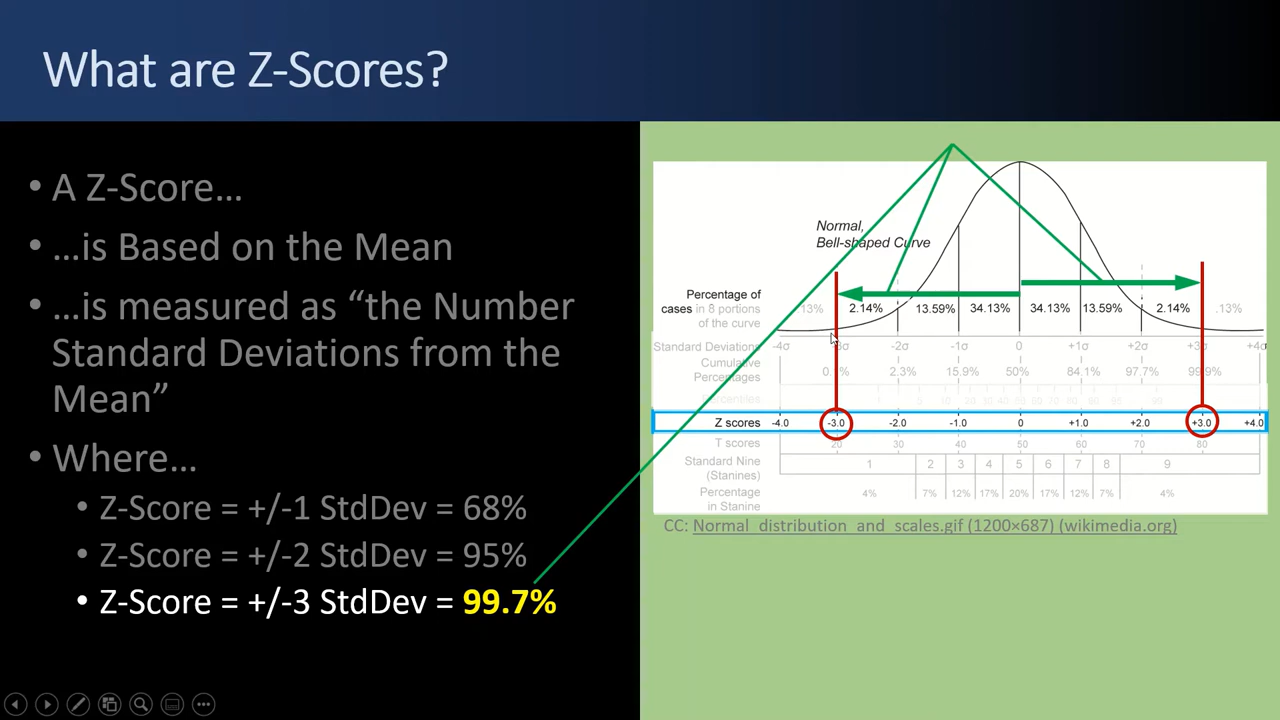 What are Z-Scores?
• A Z-Score…
• …is Based on the Mean
• …is measured as “the Number
Standard Deviations from the
Mean”
• Where…
• Z-Score = +/-1 StdDev = 68%
• Z-Score = +/-2 StdDev = 95%
• Z-Score = +/-3 StdDev = 99.7%
Normal,
Bell-shaped Curve
Percentage of
cases in 8 portions
of the curve
.13% 2.14% 13.59% 34.13% 34.13% 13.59% 2.14% .13%
Standard Deviations -4σ -3σ -2σ -1σ 0 +1σ +2σ +3σ +4σ
Cumulative
Percentages
2.3% 15.9% 50% 84.1% 97.7% 99.9%
Percentiles
Z scores -4.0 -3.0 -2.0 -1.0 0 +1.0 +2.0 +3.0 +4.0
T scores 20 30 40 50 60 70 80
Standard Nine
(Stanines)
1 2 3 4 5 6 7 8 9
Percentage
in Stanine
4% 7% 12% 17% 20% 17% 12% 7% 4%
CC: Normal_distribution_and_scales.gif (1200×687) (wikimedia.org)